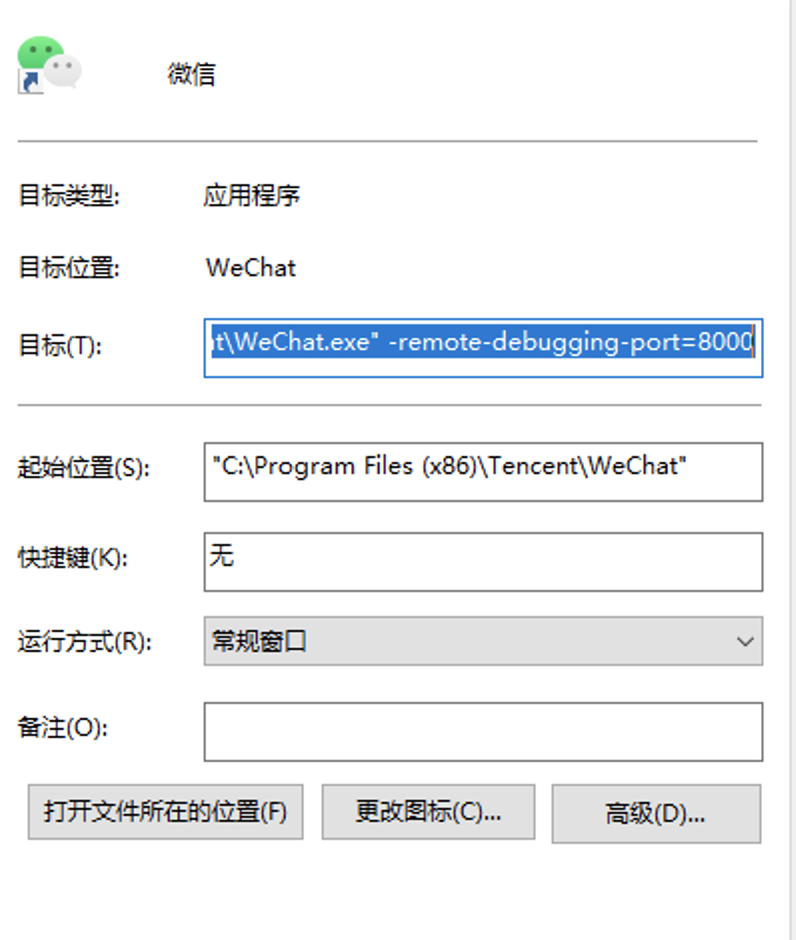 微信
目标类型: 应用程序
目标位置: WeChat
目标(T): t\WeChat.exe" -remote-debugging-port=8000
起始位置(S): "C:\Program Files (x86)\Tencent\WeChat"
快捷键(K): 无
运行方式(R): 常规窗口
备注(O):
打开文件所在的位置(F) 更改图标(C)... 高级(D)...